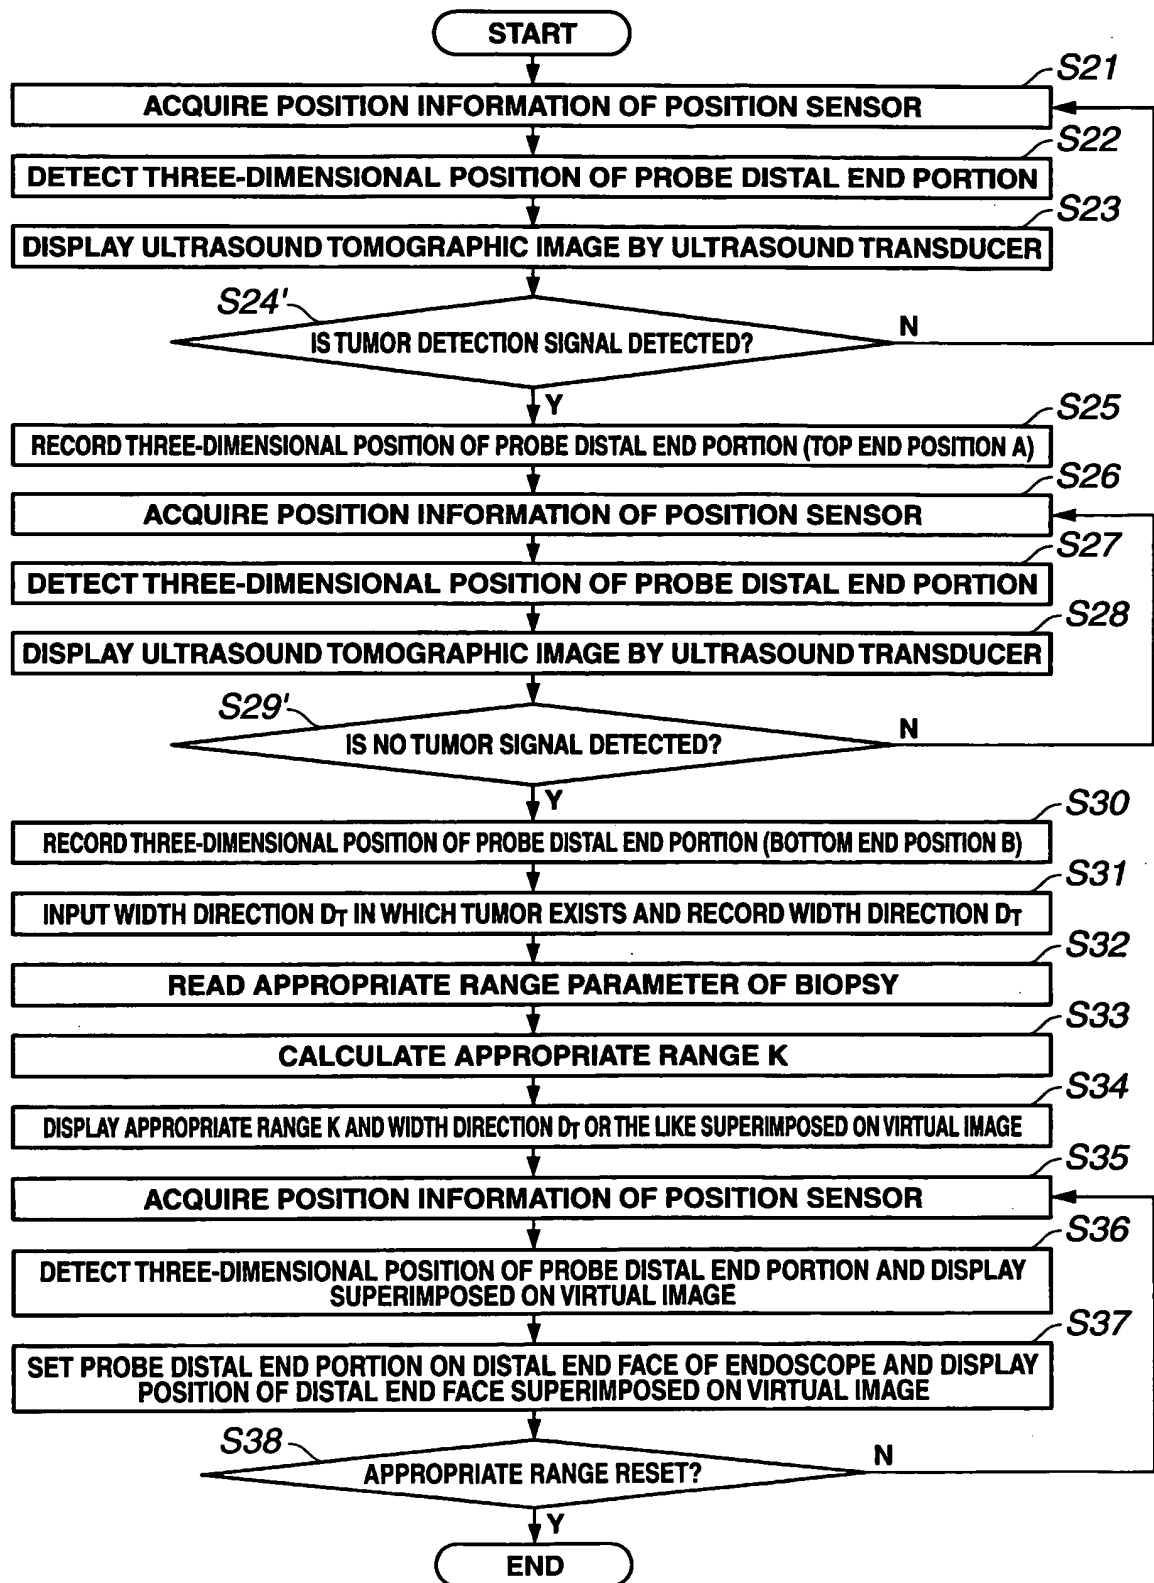 START
S21
ACQUIRE POSITION INFORMATION OF POSITION SENSOR
S22
DETECT THREE-DIMENSIONAL POSITION OF PROBE DISTAL END PORTION
S23
DISPLAY ULTRASOUND TOMOGRAPHIC IMAGE BY ULTRASOUND TRANSDUCER
S24'
IS TUMOR DETECTION SIGNAL DETECTED?
N
Y
S25
RECORD THREE-DIMENSIONAL POSITION OF PROBE DISTAL END PORTION (TOP END POSITION A)
S26
ACQUIRE POSITION INFORMATION OF POSITION SENSOR
S27
DETECT THREE-DIMENSIONAL POSITION OF PROBE DISTAL END PORTION
S28
DISPLAY ULTRASOUND TOMOGRAPHIC IMAGE BY ULTRASOUND TRANSDUCER
S29'
IS NO TUMOR SIGNAL DETECTED?
N
Y
S30
RECORD THREE-DIMENSIONAL POSITION OF PROBE DISTAL END PORTION (BOTTOM END POSITION B)
S31
INPUT WIDTH DIRECTION DT IN WHICH TUMOR EXISTS AND RECORD WIDTH DIRECTION DT
S32
READ APPROPRIATE RANGE PARAMETER OF BIOPSY
S33
CALCULATE APPROPRIATE RANGE K
S34
DISPLAY APPROPRIATE RANGE K AND WIDTH DIRECTION DT OR THE LIKE SUPERIMPOSED ON VIRTUAL IMAGE
S35
ACQUIRE POSITION INFORMATION OF POSITION SENSOR
S36
DETECT THREE-DIMENSIONAL POSITION OF PROBE DISTAL END PORTION AND DISPLAY
SUPERIMPOSED ON VIRTUAL IMAGE
S37
SET PROBE DISTAL END PORTION ON DISTAL END FACE OF ENDOSCOPE AND DISPLAY
POSITION OF DISTAL END FACE SUPERIMPOSED ON VIRTUAL IMAGE
S38
APPROPRIATE RANGE RESET?
N
Y
END